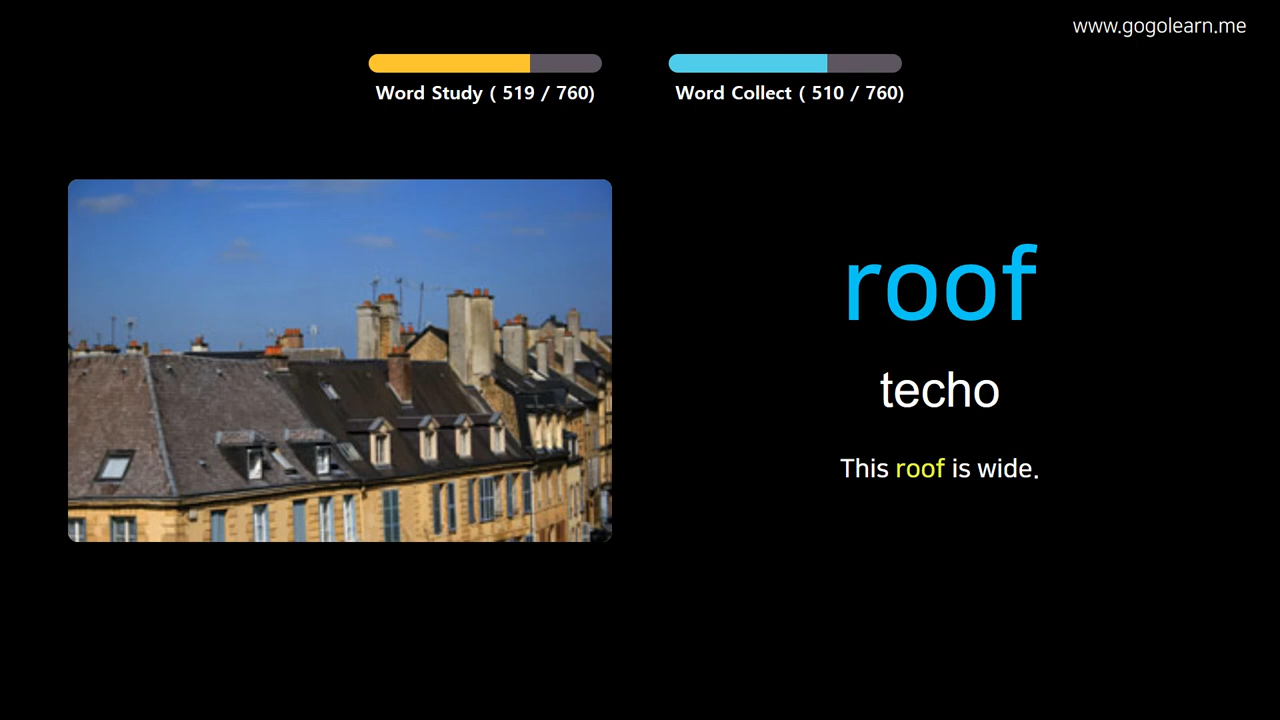 www.gogolearn.me
Word Study ( 519 / 760)
Word Collect ( 510 / 760)
roof
techo
This roof is wide.